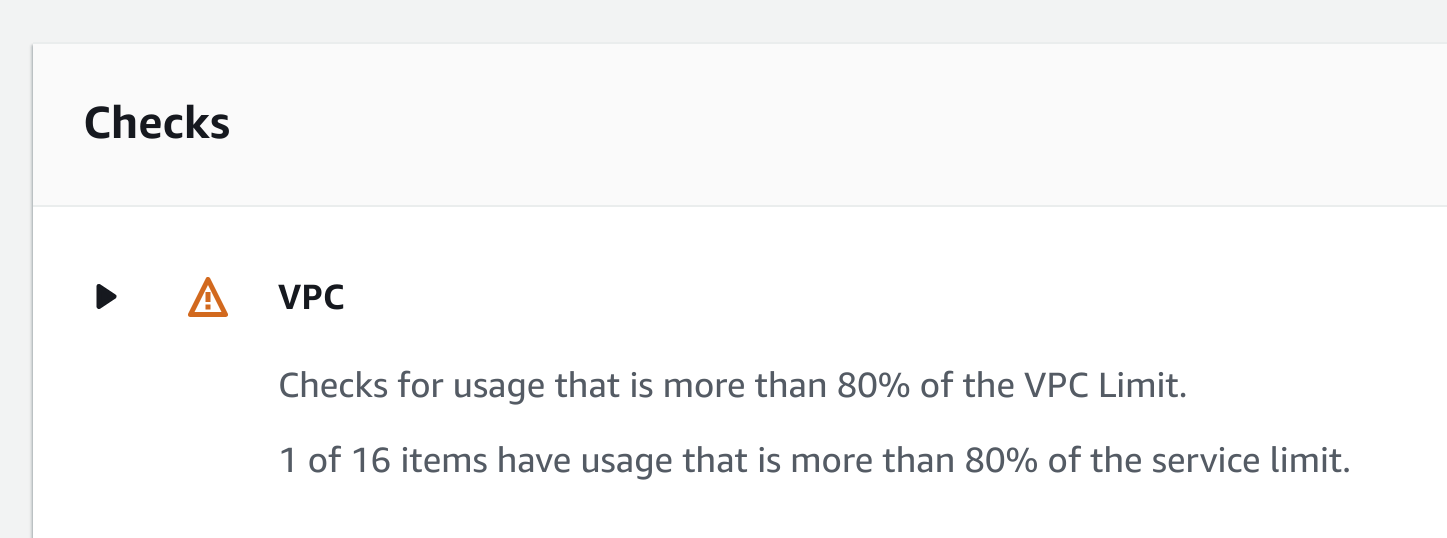 Checks
VPC
Checks for usage that is more than 80% of the VPC Limit.
1 of 16 items have usage that is more than 80% of the service limit.